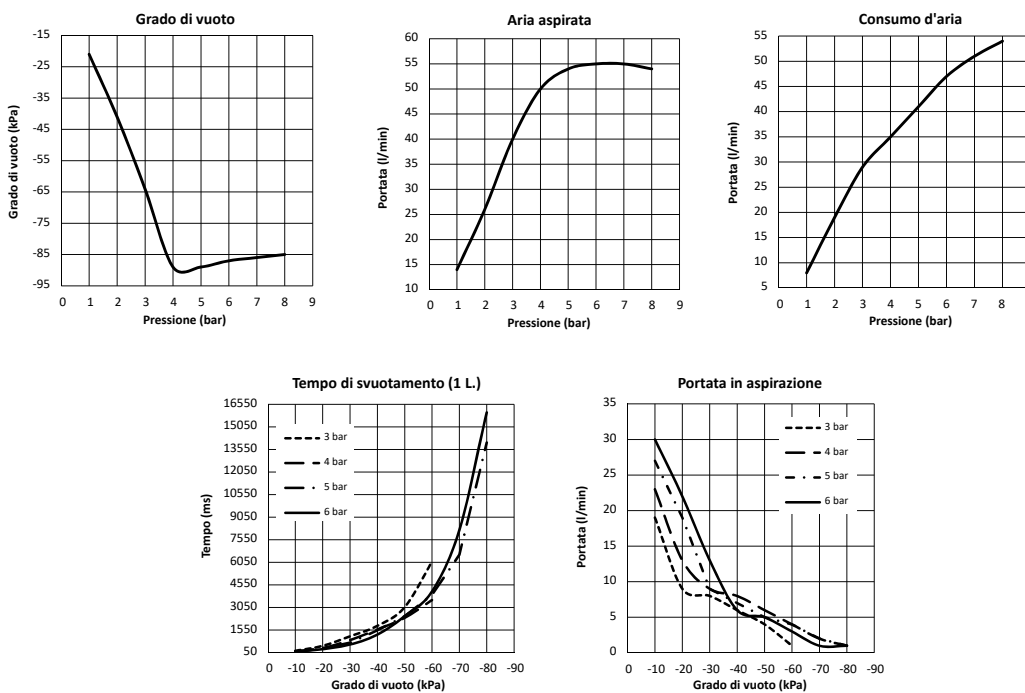 Grado di vuoto
-15
-25
-35
-45
-55
-65
-75
-85
-95
Grado di vuoto (kPa)
0 1 2 3 4 5 6 7 8 9
Pressione (bar)
Aria aspirata
60
55
50
45
40
35
30
25
20
15
10
Portata (l/min)
0 1 2 3 4 5 6 7 8 9
Pressione (bar)
Consumo d'aria
55
50
45
40
35
30
25
20
15
10
5
Portata (l/min)
0 1 2 3 4 5 6 7 8
Pressione (bar)
Tempo di svuotamento (1 L.)
16550
15050
13550
12050
10550
9050
7550
6050
4550
3050
1550
50
Tempo (ms)
3 bar
4 bar
5 bar
6 bar
0 -10 -20 -30 -40 -50 -60 -70 -80 -90
Grado di vuoto (kPa)
Portata in aspirazione
35
30
25
20
15
10
5
0
Portata (l/min)
3 bar
4 bar
5 bar
6 bar
0 -10 -20 -30 -40 -50 -60 -70 -80 -90
Grado di vuoto (kPa)